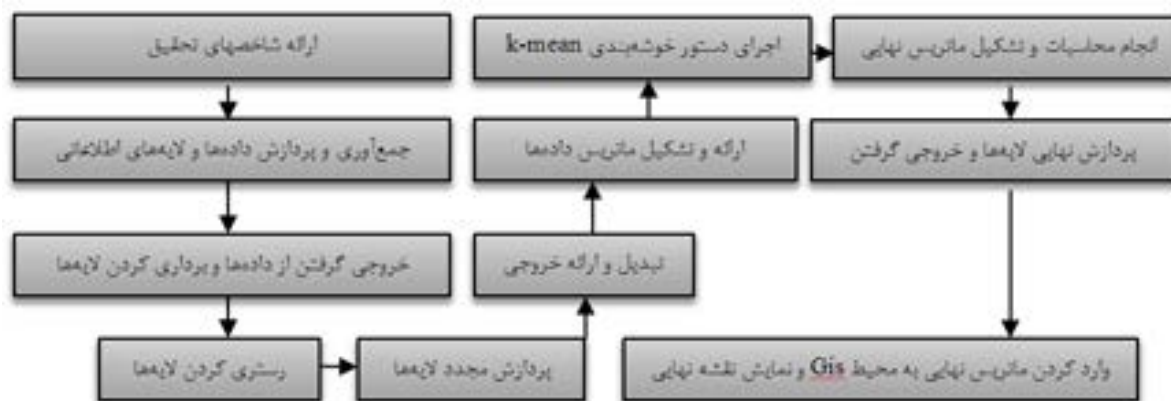 ارائه شاخصهای تحقیق
جمع‌آوری و پردازش داده‌ها و لایه‌های اطلاعاتی
خروجی گرفتن از داده‌ها و برداری کردن لایه‌ها
رستری کردن لایه‌ها
پردازش مجدد لایه‌ها
تبدیل و ارائه خروجی
ارائه و تشکیل ماتریس داده‌ها
اجرای دستور خوشه‌بندی k-mean
انجام محاسبات و تشکیل ماتریس نهایی
پردازش نهایی لایه‌ها و خروجی گرفتن
وارد کردن ماتریس نهایی به محیط Gis و نمایش نقشه نهایی